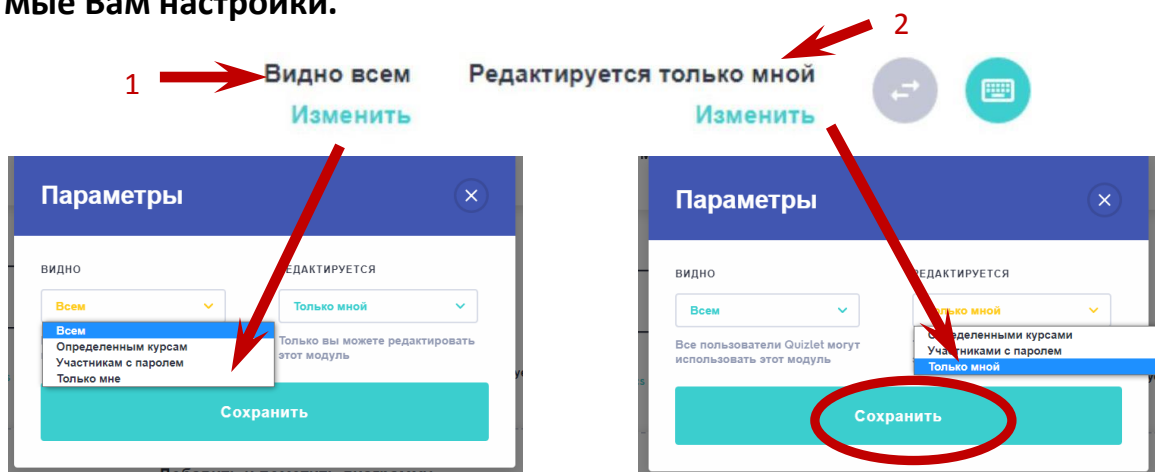 мые Вам настройки.
2
1
Видно всем
Редактируется только мной
Изменить
Изменить
Параметры
ВИДНО
ЕДАКТИРУЕТСЯ
Всем
Только мной
Всем
Определенным курсам
Участникам с паролем
Только мне
Только вы можете редактировать
этот модуль
Сохранить
Параметры
ВИДНО
РЕДАКТИРУЕТСЯ
Всем
Только мной
Все пользователи Quizlet могут
использовать этот модуль
Определенными курсами
Участниками с паролем
Только мной
Сохранить